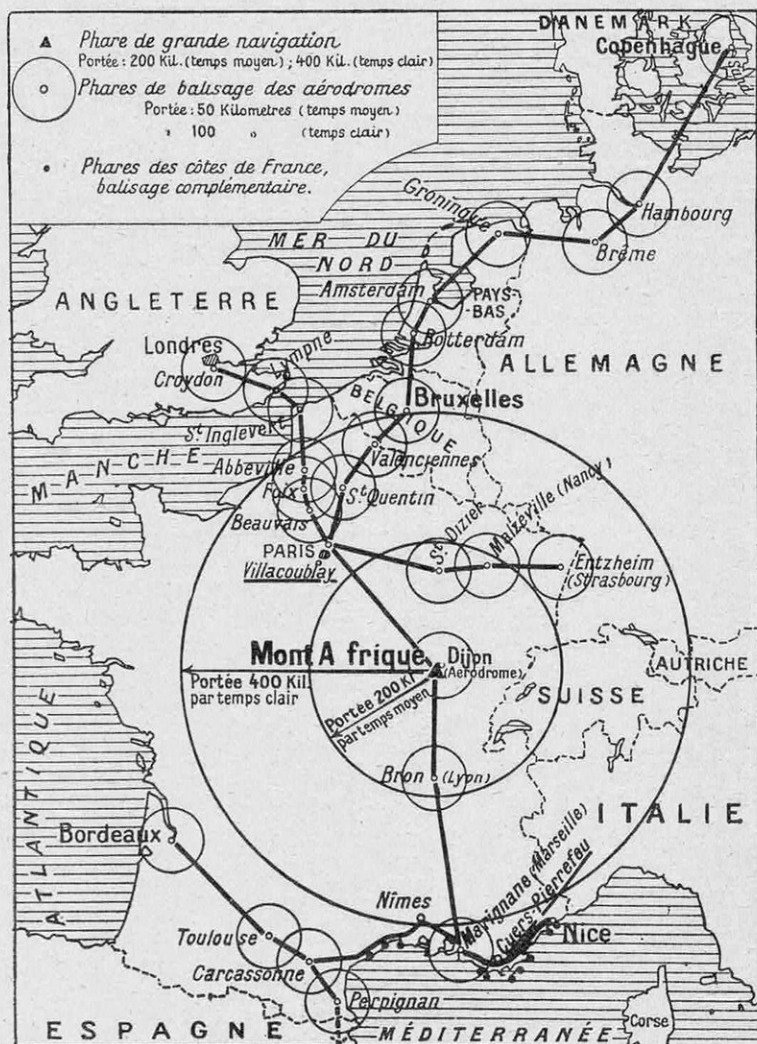 Phare de grande navigation
Portée : 200 Kil. (temps moyen) ; 400 Kil. (temps clair)
Phares de balisage des aérodromes
Portée : 50 Kilometres (temps moyen)
" 100 " (temps clair)
Phares des côtes de France,
balisage complémentaire.
DANEMARK
Copenhague
Sund
Hambourg
Brême
Groningue
MER DU
NORD
Amsterdam
PAYS-
BAS
Rotterdam
ANGLETERRE
ALLEMAGNE
Londres
Croydon
Lympne
BELGIQUE
Bruxelles
St Inglevert
MANCHE
Abbeville
Valenciennes
Poix
St Quentin
Beauvais
PARIS
Villacoublay
St Dizier
Malzéville (Nancy)
Entzheim
(Strasbourg)
Mont Afrique
Dijon
(Aérodrome)
Portée 400 Kil.
par temps clair
Portée 200 Kl
par temps moyen
AUTRICHE
SUISSE
Bron (Lyon)
ATLANTIQUE
ITALIE
Bordeaux
Nîmes
Marignane (Marseille)
Cuers-Pierrefeu
Nice
Toulouse
Carcassonne
Perpignan
ESPAGNE
MÉDITERRANÉE
Corse